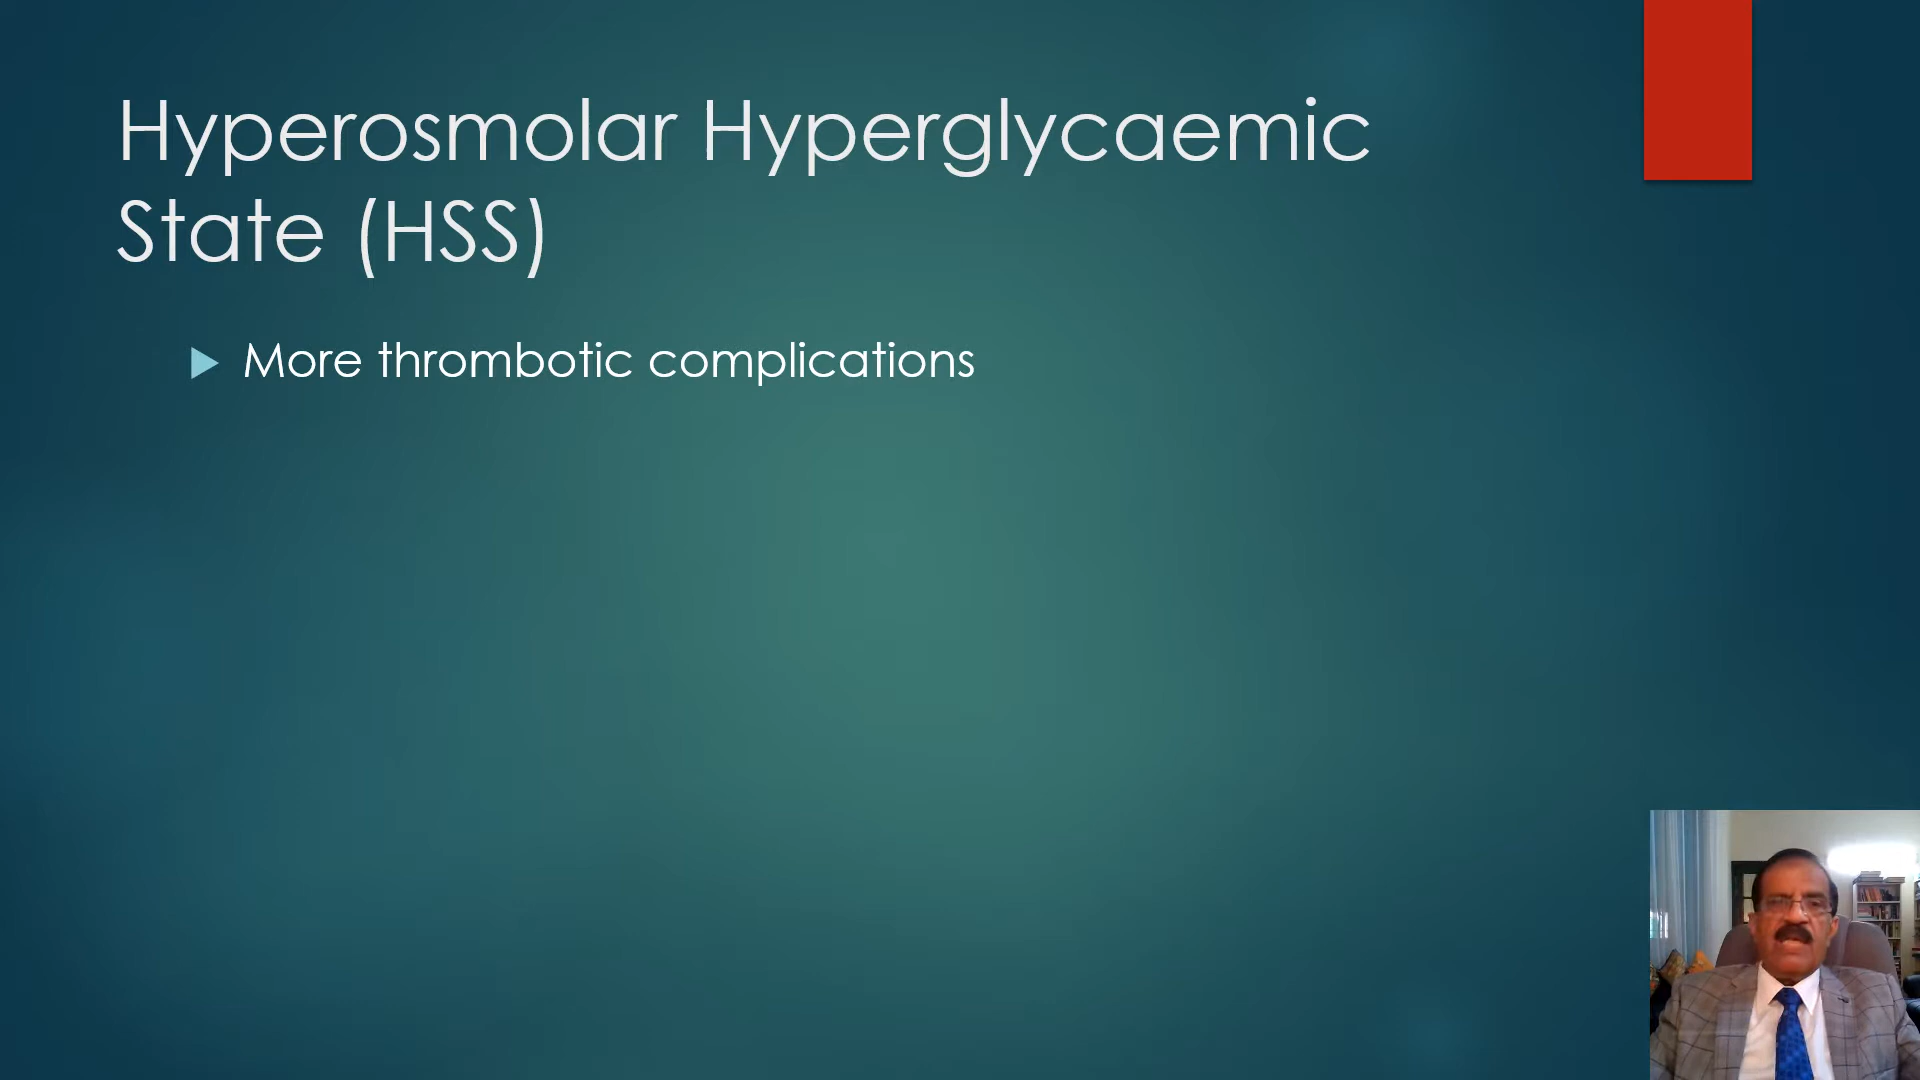 Hyperosmolar Hyperglycaemic
State (HSS)
More thrombotic complications